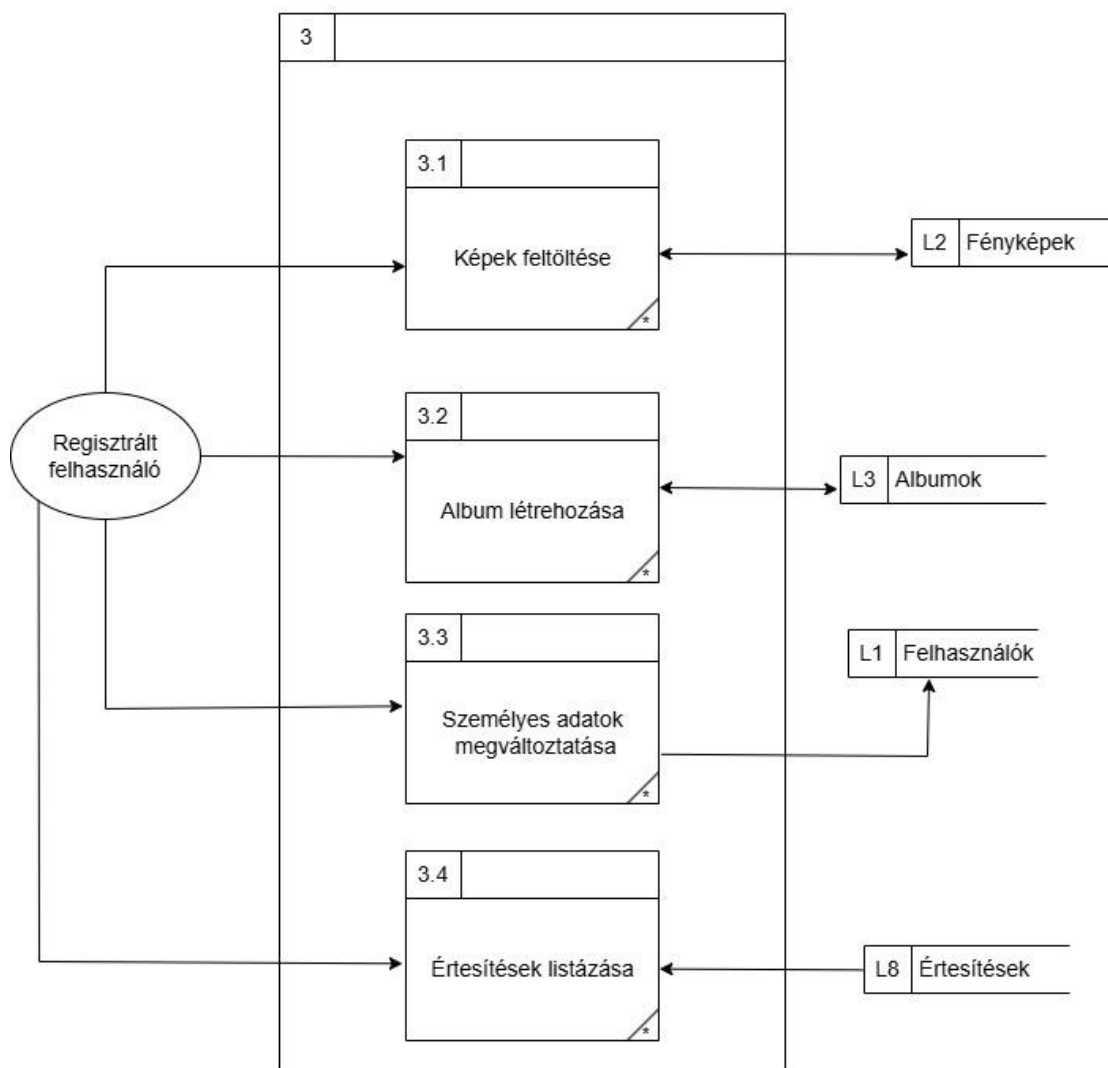 3
3.1
Képek feltöltése
*
L2 Fényképek
Regisztrált
felhasználó
3.2
Album létrehozása
*
L3 Albumok
3.3
Személyes adatok
megváltoztatása
*
L1 Felhasználók
3.4
Értesítések listázása
*
L8 Értesítések